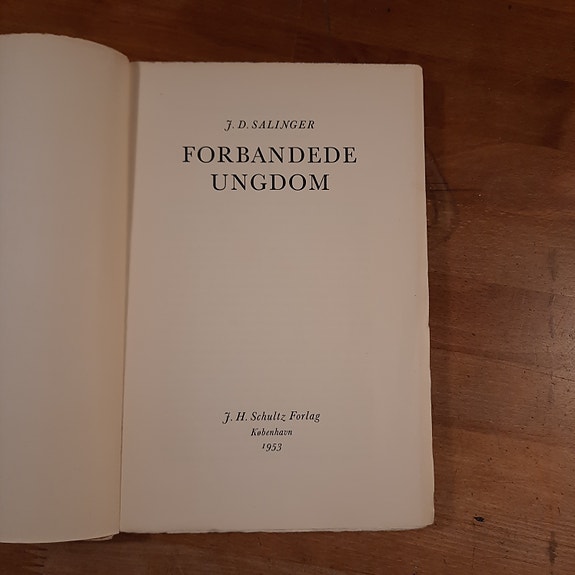 J. D. SALINGER
FORBANDEDE
UNGDOM
J. H. Schultz Forlag
København
1953